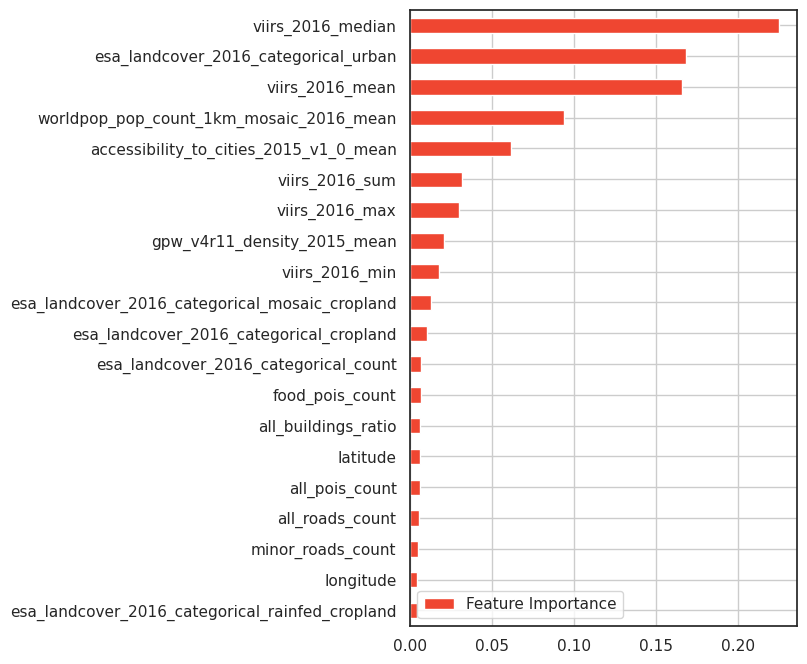 viirs_2016_median
esa_landcover_2016_categorical_urban
viirs_2016_mean
worldpop_pop_count_1km_mosaic_2016_mean
accessibility_to_cities_2015_v1_0_mean
viirs_2016_sum
viirs_2016_max
gpw_v4r11_density_2015_mean
viirs_2016_min
esa_landcover_2016_categorical_mosaic_cropland
esa_landcover_2016_categorical_cropland
esa_landcover_2016_categorical_count
food_pois_count
all_buildings_ratio
latitude
all_pois_count
all_roads_count
minor_roads_count
longitude
esa_landcover_2016_categorical_rainfed_cropland
Feature Importance
0.00 0.05 0.10 0.15 0.20